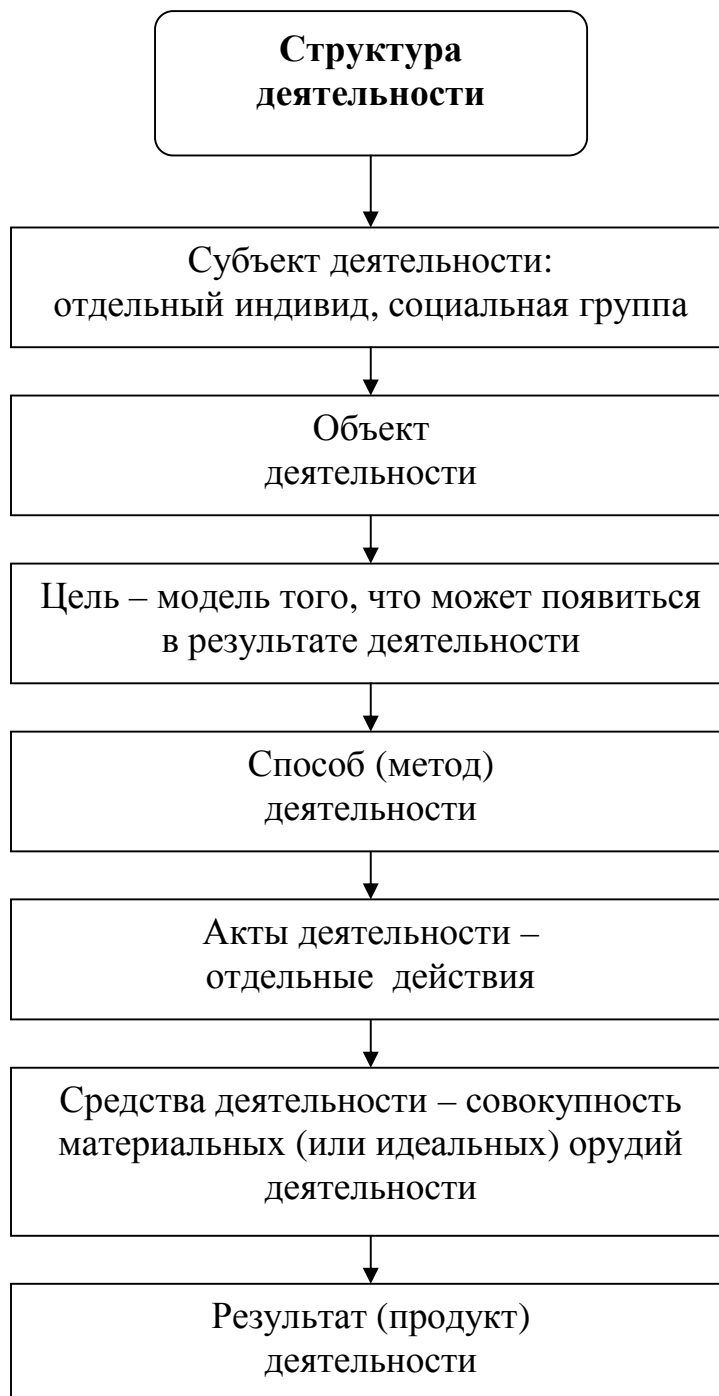 Структура
деятельности
Субъект деятельности:
отдельный индивид, социальная группа
Объект
деятельности
Цель – модель того, что может появиться
в результате деятельности
Способ (метод)
деятельности
Акты деятельности –
отдельные действия
Средства деятельности – совокупность
материальных (или идеальных) орудий
деятельности
Результат (продукт)
деятельности